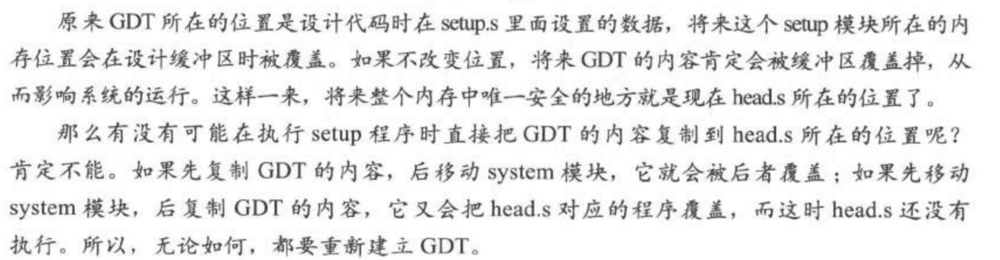 原来 GDT 所在的位置是设计代码时在 setup.s 里面设置的数据，将来这个 setup 模块所在的内
存位置会在设计缓冲区时被覆盖。如果不改变位置，将来 GDT 的内容肯定会被缓冲区覆盖掉，从
而影响系统的运行。这样一来，将来整个内存中唯一安全的地方就是现在 head.s 所在的位置了。
那么有没有可能在执行 setup 程序时直接把 GDT 的内容复制到 head.s 所在的位置呢？
肯定不能。如果先复制 GDT 的内容，后移动 system 模块，它就会被后者覆盖；如果先移动
system 模块，后复制 GDT 的内容，它又会把 head.s 对应的程序覆盖，而这时 head.s 还没有
执行。所以，无论如何，都要重新建立 GDT。